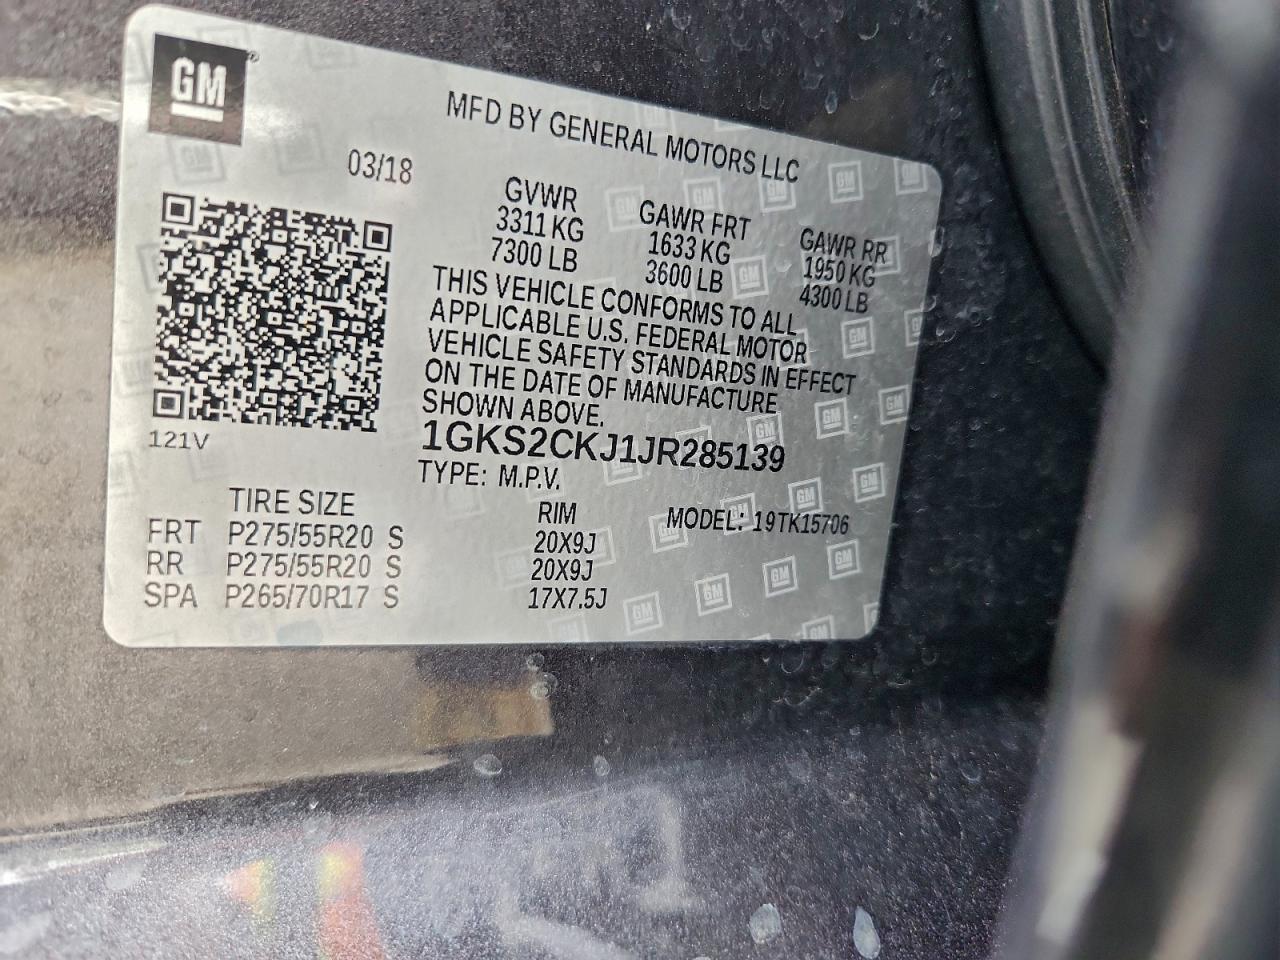 GM
MFD BY GENERAL MOTORS LLC
03/18
GVWR GAWR FRT GAWR RR
3311 KG 1633 KG 1950 KG
7300 LB 3600 LB 4300 LB
THIS VEHICLE CONFORMS TO ALL
APPLICABLE U.S. FEDERAL MOTOR
VEHICLE SAFETY STANDARDS IN EFFECT
ON THE DATE OF MANUFACTURE
SHOWN ABOVE.
121V
1GKS2CKJ1JR285139
TYPE: M.P.V.
TIRE SIZE RIM MODEL: 19TK15706
FRT P275/55R20 S 20X9J
RR P275/55R20 S 20X9J
SPA P265/70R17 S 17X7.5J